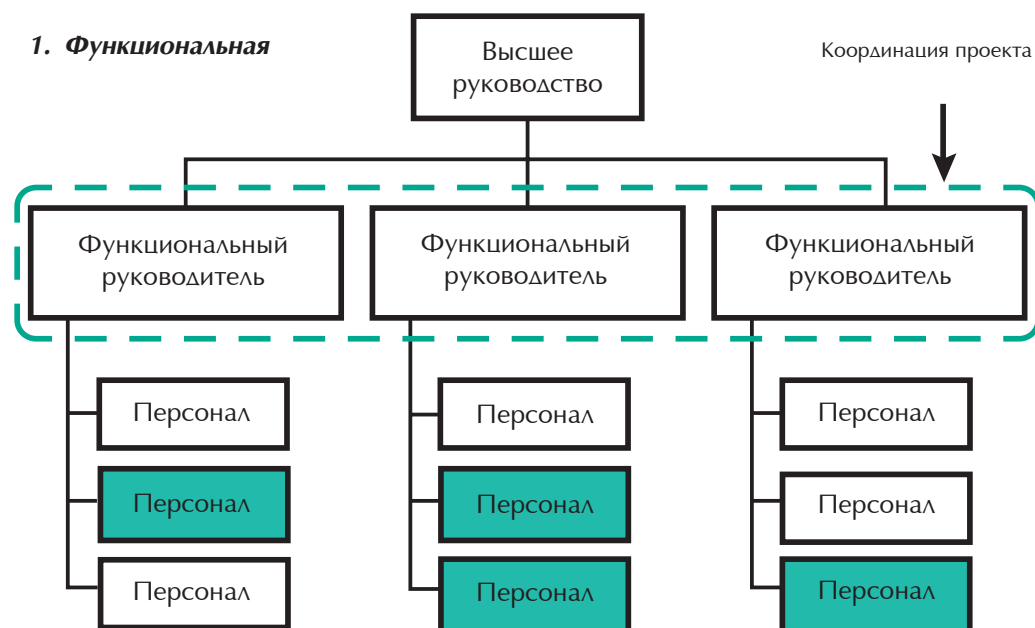 1. Функциональная
Высшее
руководство
Координация проекта
Функциональный
руководитель
Функциональный
руководитель
Функциональный
руководитель
Персонал
Персонал
Персонал
Персонал
Персонал
Персонал
Персонал
Персонал
Персонал